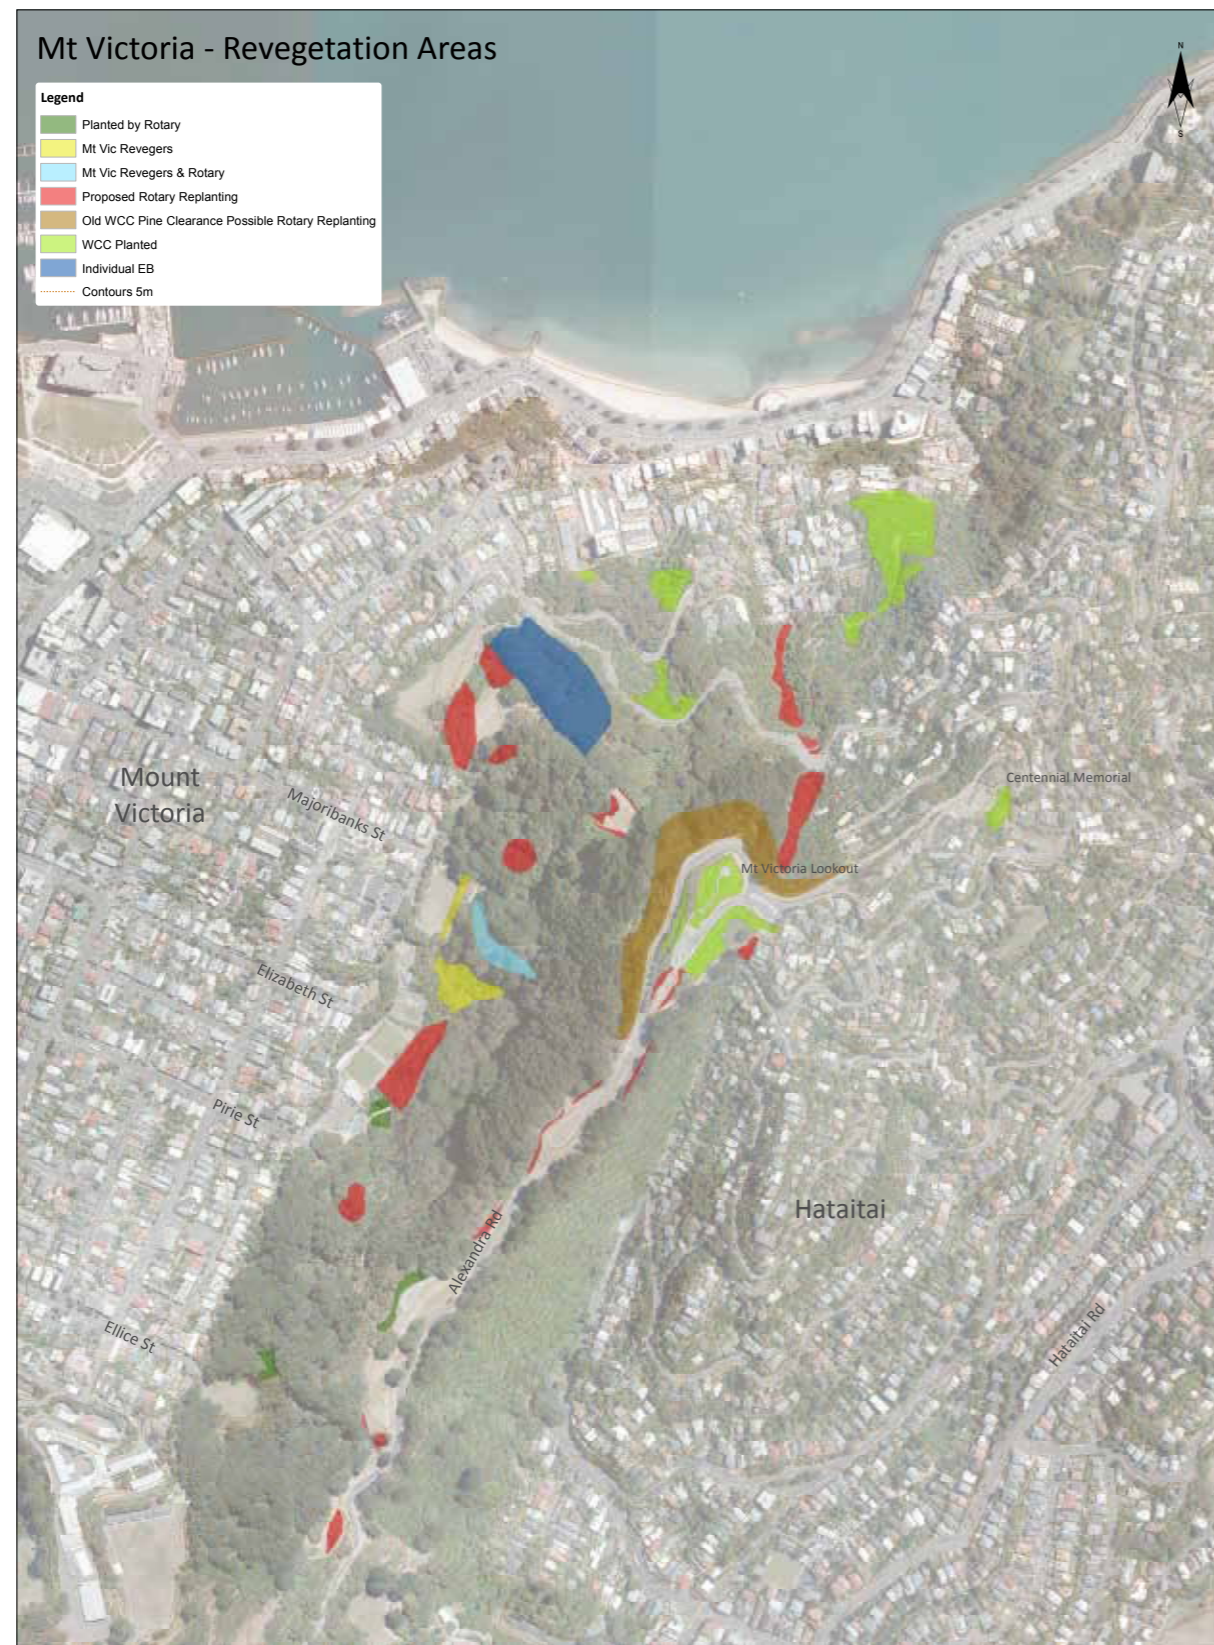 Mt Victoria - Revegetation Areas
N
S
Legend
Planted by Rotary
Mt Vic Revegers
Mt Vic Revegers & Rotary
Proposed Rotary Replanting
Old WCC Pine Clearance Possible Rotary Replanting
WCC Planted
Individual EB
Contours 5m
Mount
Victoria
Majoribanks St
Centennial Memorial
Mt Victoria Lookout
Elizabeth St
Pirie St
Hataitai
Alexandra Rd
Ellice St
Hataitai Rd